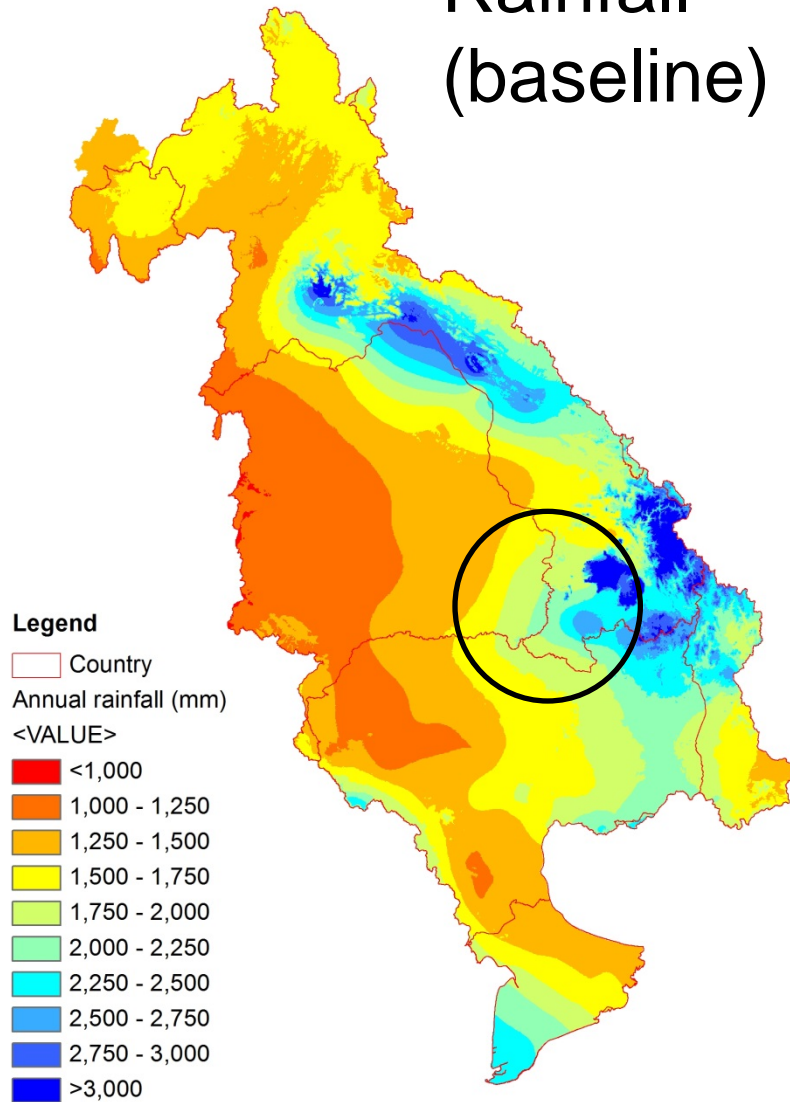 Rainfall
(baseline)
Legend
Country
Annual rainfall (mm)
<VALUE>
<1,000
1,000 - 1,250
1,250 - 1,500
1,500 - 1,750
1,750 - 2,000
2,000 - 2,250
2,250 - 2,500
2,500 - 2,750
2,750 - 3,000
>3,000